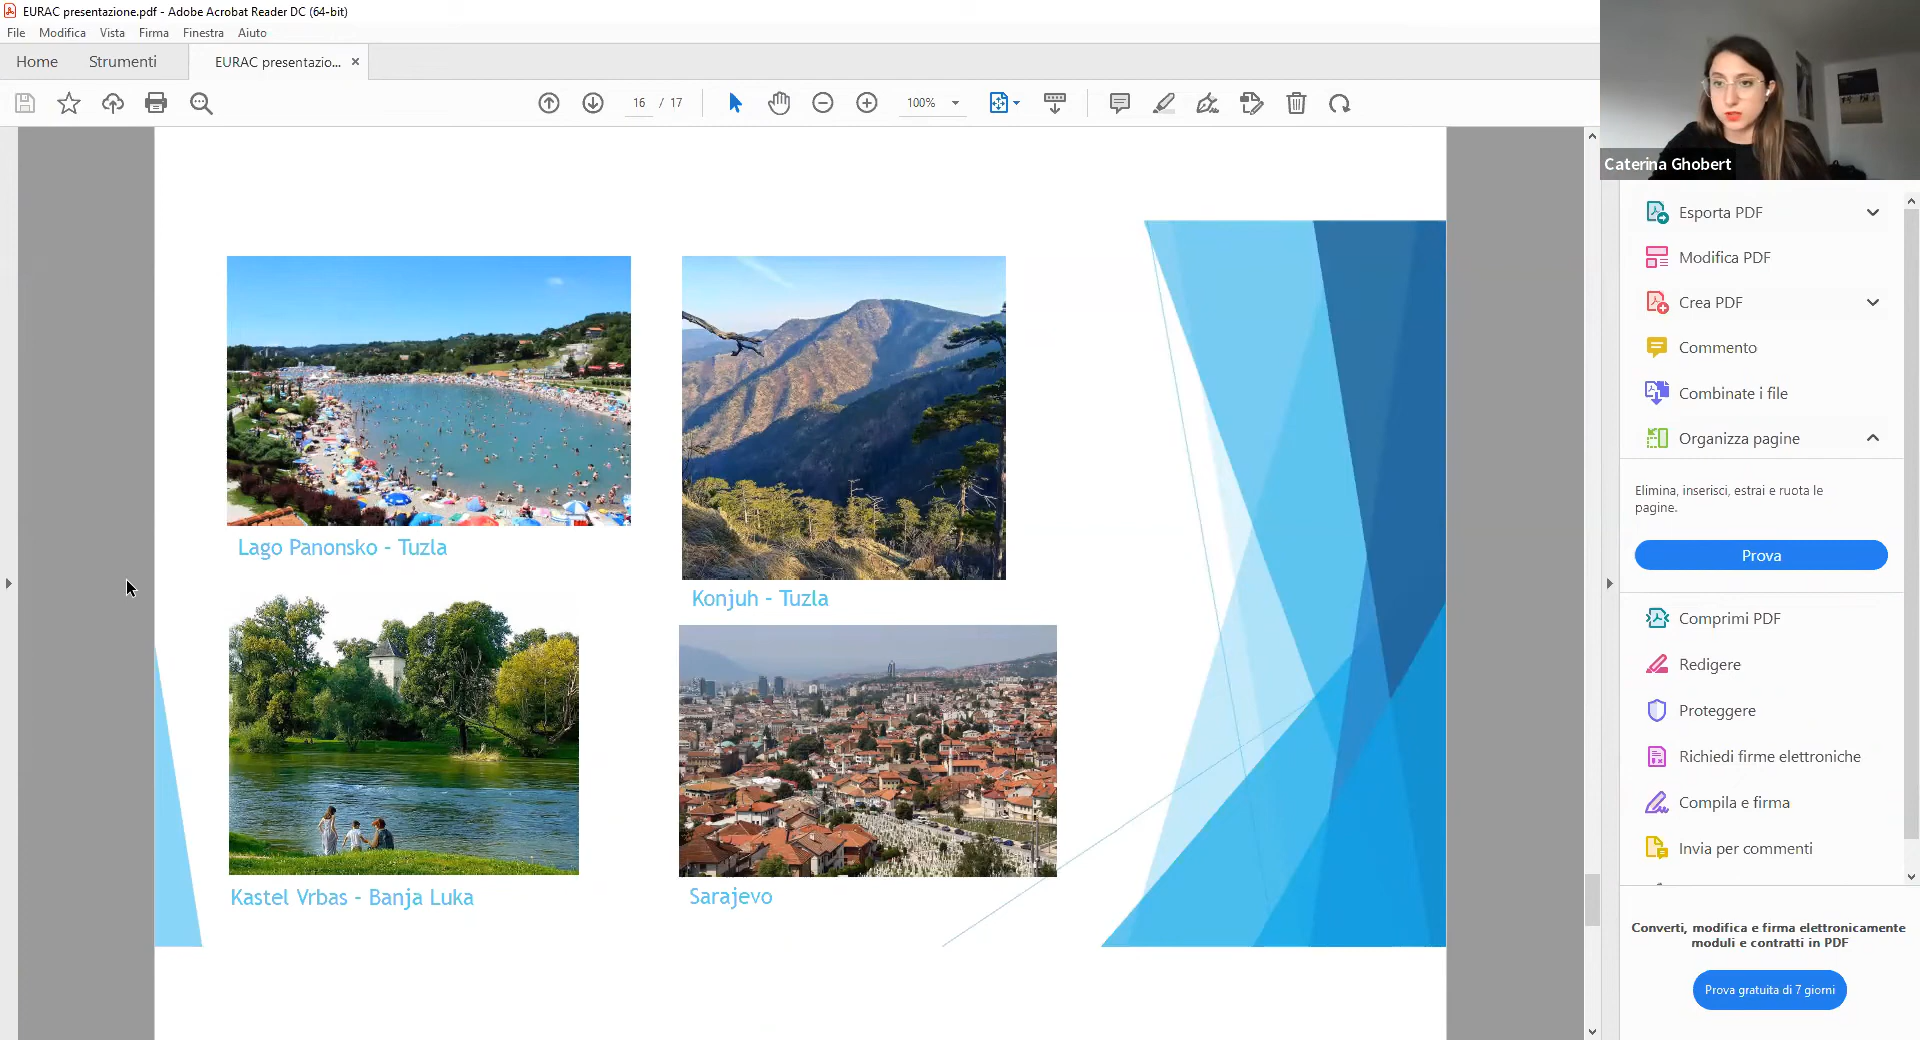 EURAC presentazione.pdf - Adobe Acrobat Reader DC (64-bit)
File Modifica Vista Firma Finestra Aiuto
Home Strumenti EURAC presentazio... ×
16 / 17 100%
Caterina Ghobert
Lago Panonsko - Tuzla
Konjuh - Tuzla
Kastel Vrbas - Banja Luka
Sarajevo
Esporta PDF
Modifica PDF
Crea PDF
Commento
Combinate i file
Organizza pagine
Elimina, inserisci, estrai e ruota le
pagine.
Prova
Comprimi PDF
Redigere
Proteggere
Richiedi firme elettroniche
Compila e firma
Invia per commenti
Converti, modifica e firma elettronicamente
moduli e contratti in PDF
Prova gratuita di 7 giorni